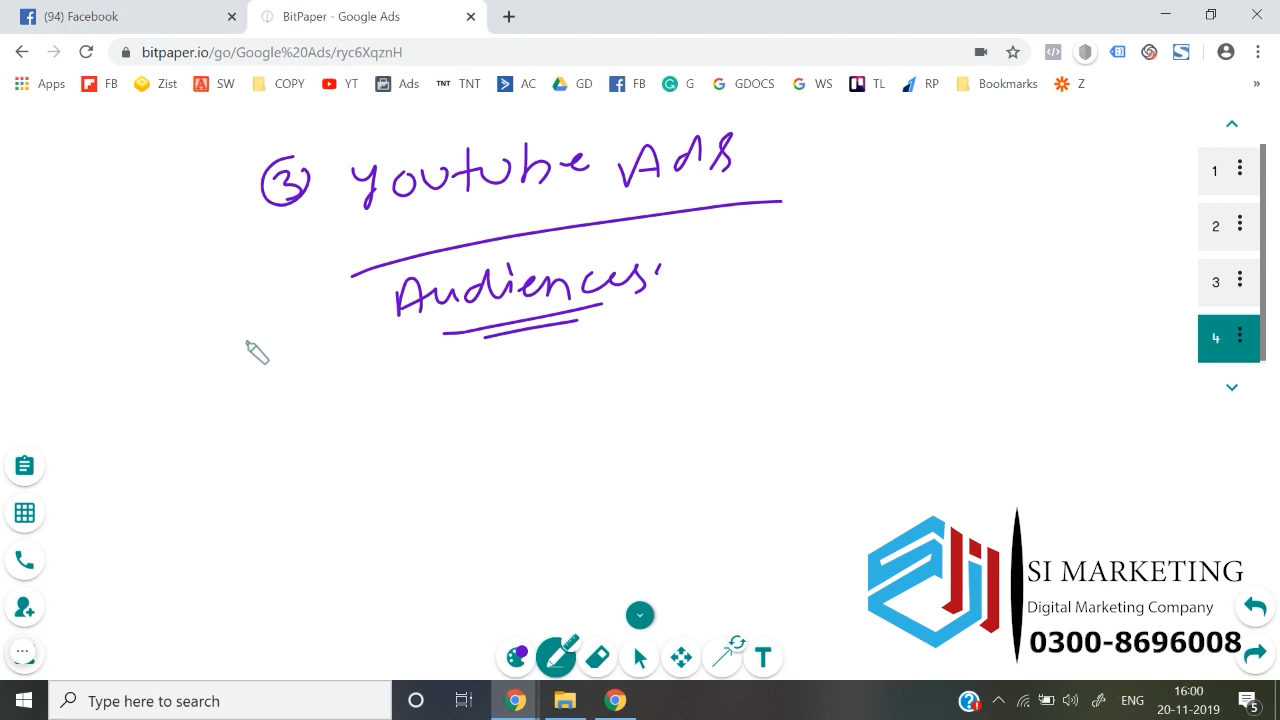 (94) Facebook
BitPaper - Google Ads
bitpaper.io/go/Google%20Ads/ryc6XqznH
Apps FB Zist SW COPY YT Ads TNT TNT AC GD FB G GDOCS WS TL RP Bookmarks Z »
③ Youtube Ads
Audiences
1
2
3
4
SI MARKETING
Digital Marketing Company
0300-8696008
T
Type here to search
ENG
16:00
20-11-2019
5